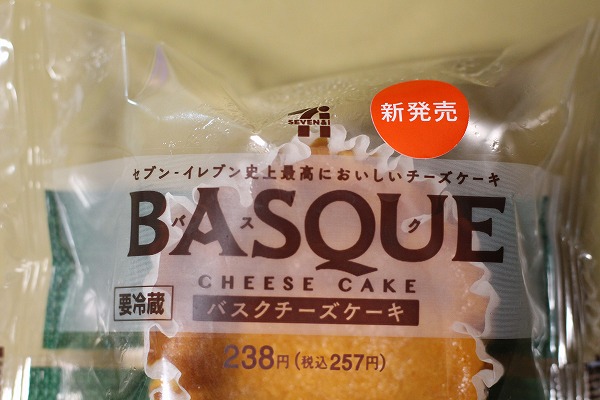 SEVEN&i
新発売
セブン-イレブン史上最高においしいチーズケーキ
BASQUE
バスク
CHEESE CAKE
要冷蔵
バスクチーズケーキ
238円(税込257円)